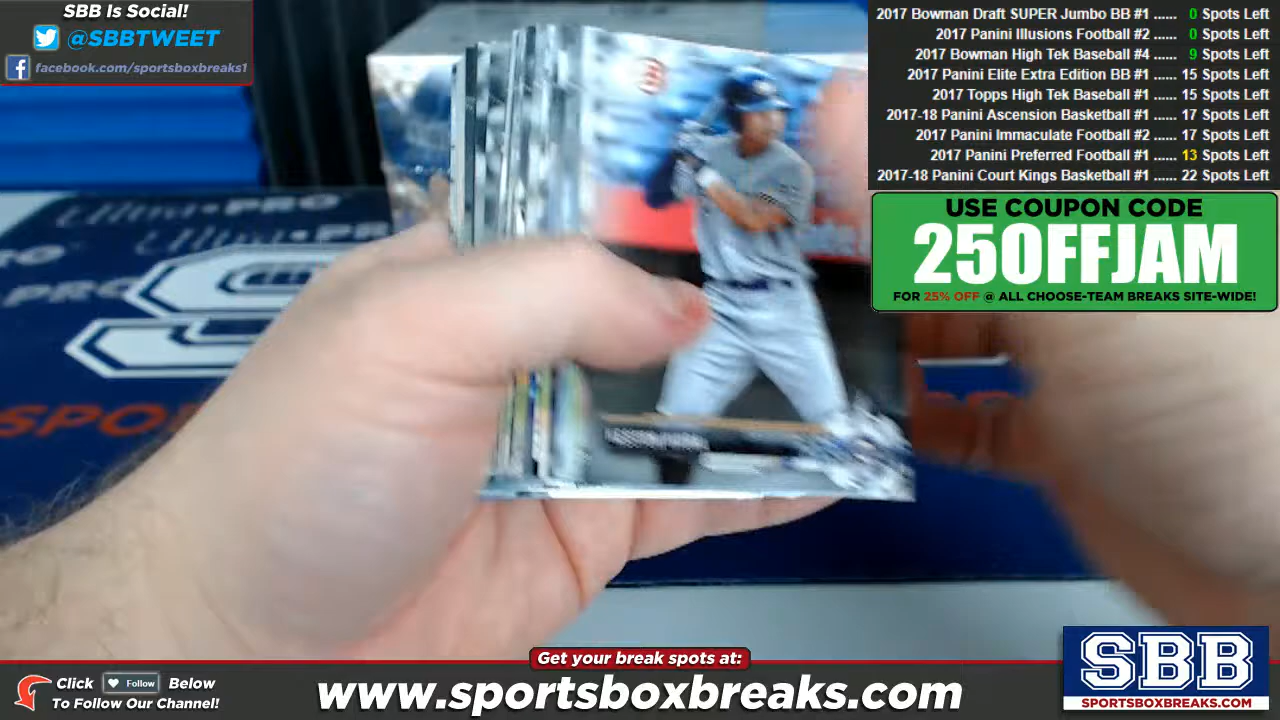 SBB Is Social!
@SBBTWEET
facebook.com/sportsboxbreaks1
2017 Bowman Draft SUPER Jumbo BB #1 ...... 0 Spots Left
2017 Panini Illusions Football #2 ...... 0 Spots Left
2017 Bowman High Tek Baseball #4 ...... 9 Spots Left
2017 Panini Elite Extra Edition BB #1 ...... 15 Spots Left
2017 Topps High Tek Baseball #1 ...... 15 Spots Left
2017-18 Panini Ascension Basketball #1 ...... 17 Spots Left
2017 Panini Immaculate Football #2 ...... 17 Spots Left
2017 Panini Preferred Football #1 ...... 13 Spots Left
2017-18 Panini Court Kings Basketball #1 ...... 22 Spots Left
USE COUPON CODE
25OFFJAM
FOR 25% OFF @ ALL CHOOSE-TEAM BREAKS SITE-WIDE!
Ultra•PRO
Ultra•PRO
PRO
Get your break spots at:
www.sportsboxbreaks.com
Click Follow Below
To Follow Our Channel!
SBB
SPORTSBOXBREAKS.COM